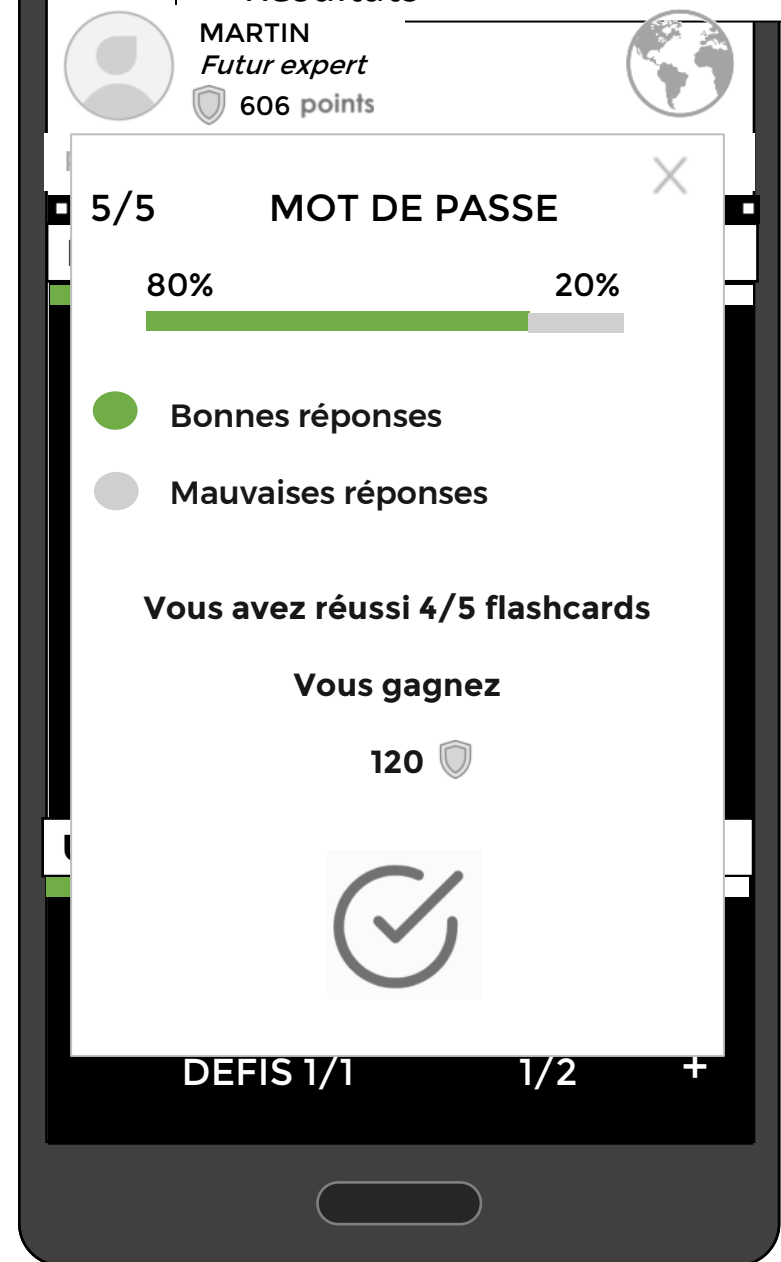 MARTIN
Futur expert
606 points
5/5 MOT DE PASSE
80% 20%
Bonnes réponses
Mauvaises réponses
Vous avez réussi 4/5 flashcards
Vous gagnez
120
DEFIS 1/1 1/2 +